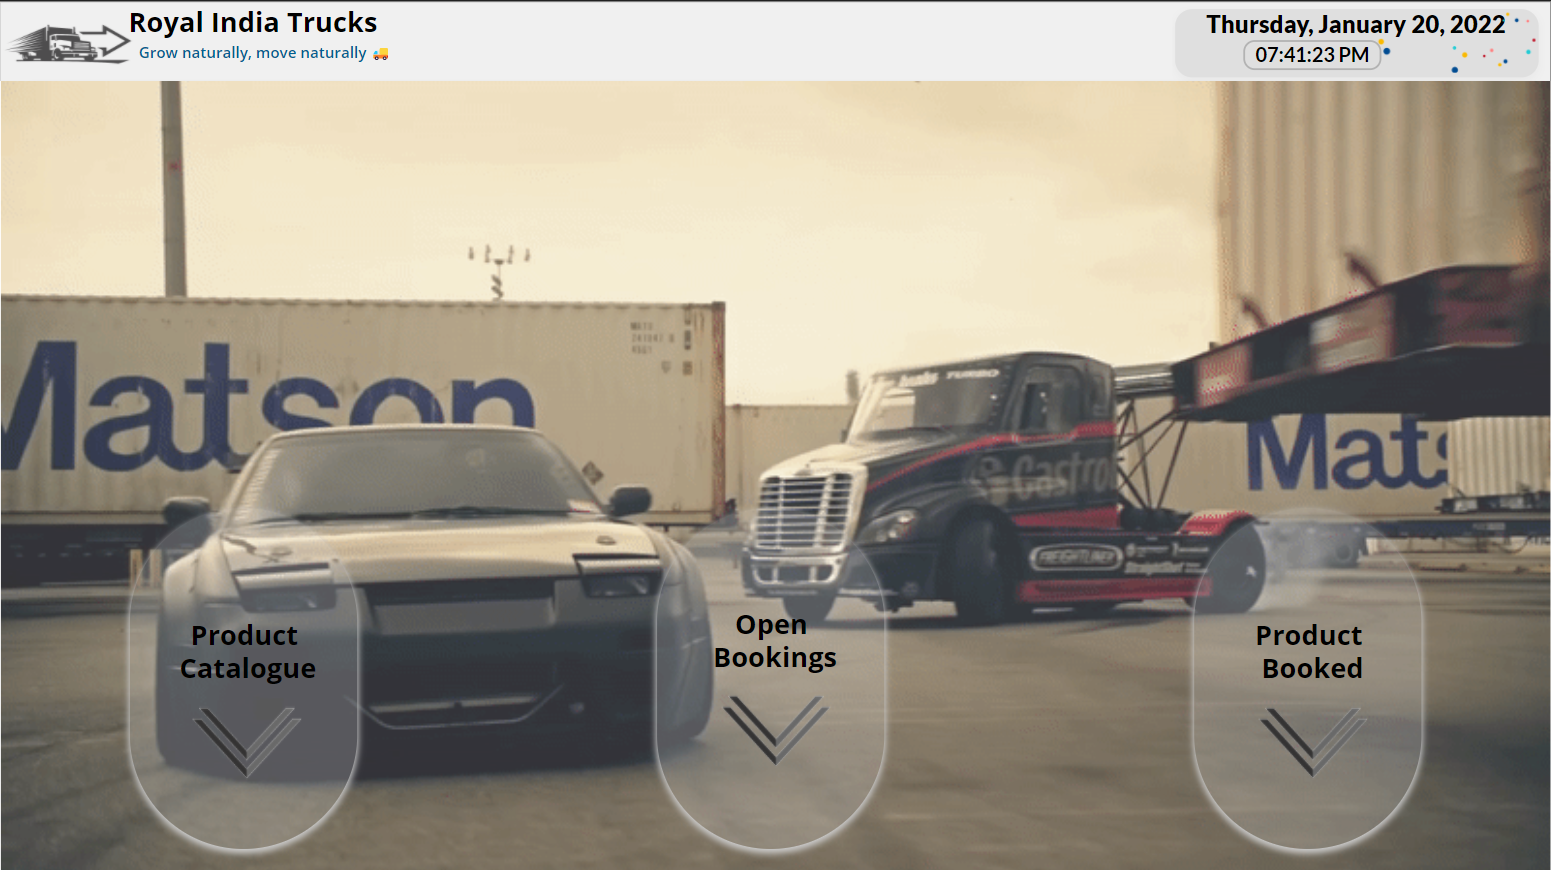 Royal India Trucks
Grow naturally, move naturally
Thursday, January 20, 2022
07:41:23 PM
Matson
TURBO
Castrol
Mats
FREIGHTLINER
Product
Catalogue
Open
Bookings
Product
Booked